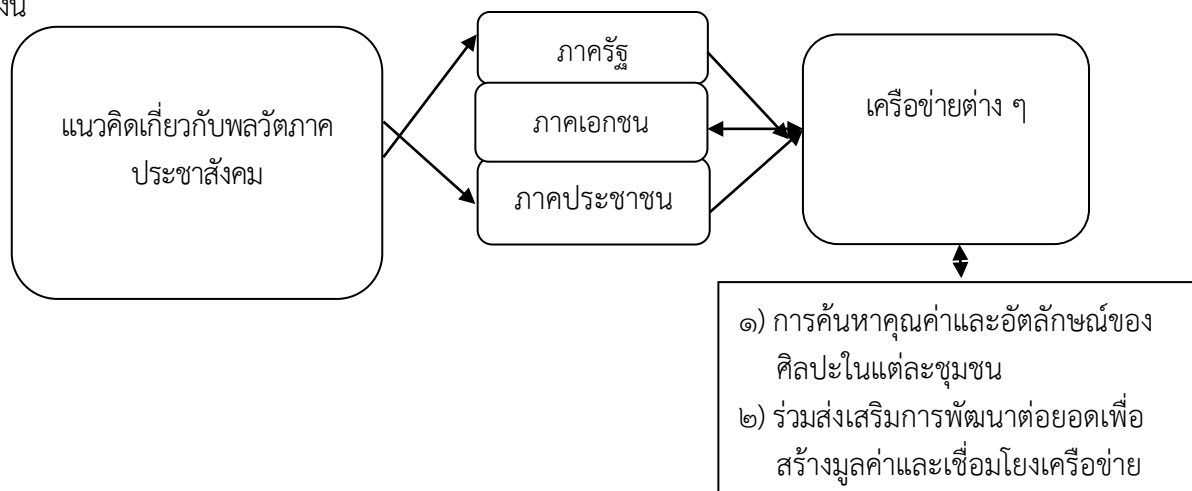 แนวคิดเกี่ยวกับพลวัตภาค
ประชาสังคม
ภาครัฐ
ภาคเอกชน
ภาคประชาชน
เครือข่ายต่าง ๆ
๑) การค้นหาคุณค่าและอัตลักษณ์ของ
ศิลปะในแต่ละชุมชน
๒) ร่วมส่งเสริมการพัฒนาต่อยอดเพื่อ
สร้างมูลค่าและเชื่อมโยงเครือข่าย